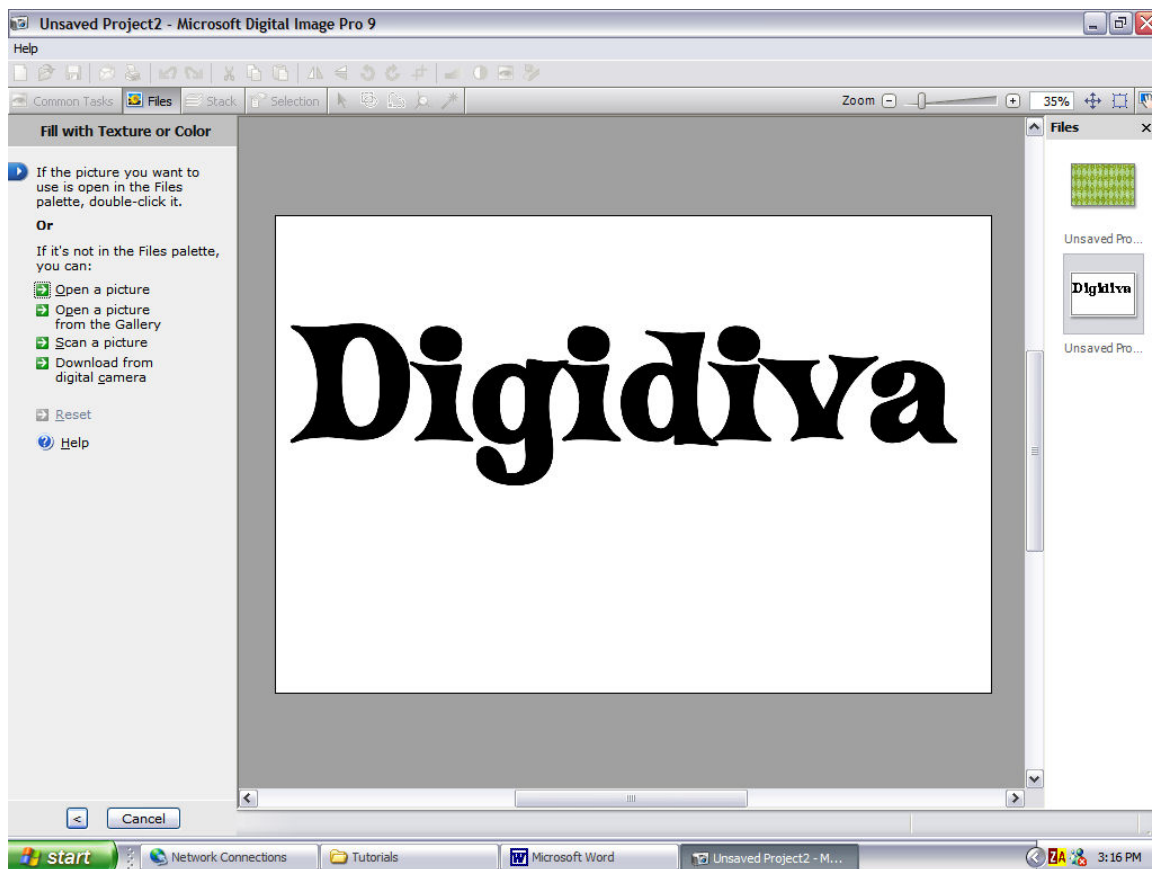 Unsaved Project2 - Microsoft Digital Image Pro 9
Help
Common Tasks Files Stack Selection Zoom 35%
Fill with Texture or Color
If the picture you want to
use is open in the Files
palette, double-click it.
Or
If it's not in the Files palette,
you can:
Open a picture
Open a picture
from the Gallery
Scan a picture
Download from
digital camera
Reset
Help
< Cancel
Digidiva
Files
Unsaved Pro...
Digidiva
Unsaved Pro...
start Network Connections Tutorials Microsoft Word Unsaved Project2 - M... ZA 3:16 PM